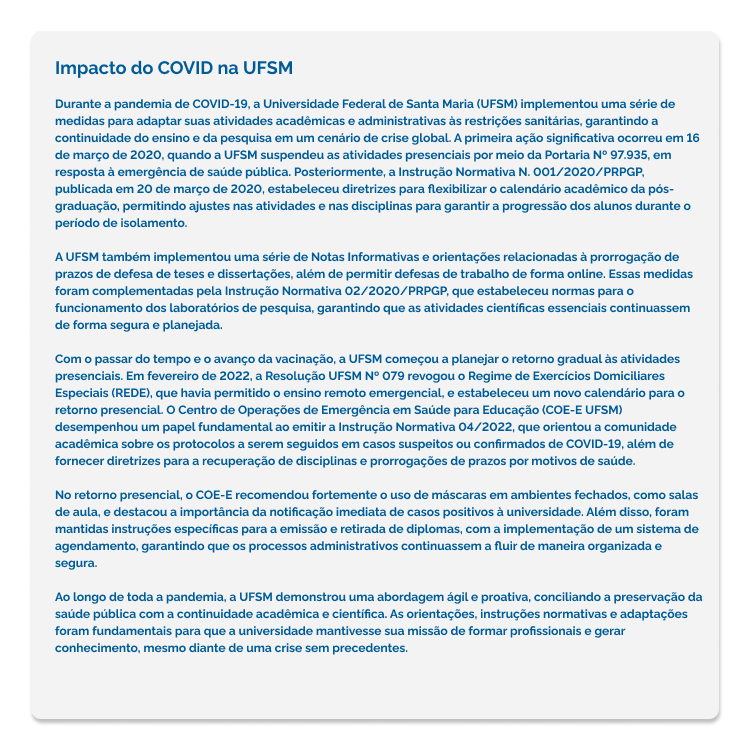 Impacto do COVID na UFSM
Durante a pandemia de COVID-19, a Universidade Federal de Santa Maria (UFSM) implementou uma série de
medidas para adaptar suas atividades acadêmicas e administrativas às restrições sanitárias, garantindo a
continuidade do ensino e da pesquisa em um cenário de crise global. A primeira ação significativa ocorreu em 16
de março de 2020, quando a UFSM suspendeu as atividades presenciais por meio da Portaria Nº 97.935, em
resposta à emergência de saúde pública. Posteriormente, a Instrução Normativa N. 001/2020/PRPGP,
publicada em 20 de março de 2020, estabeleceu diretrizes para flexibilizar o calendário acadêmico da pós-
graduação, permitindo ajustes nas atividades e nas disciplinas para garantir a progressão dos alunos durante o
período de isolamento.
A UFSM também implementou uma série de Notas Informativas e orientações relacionadas à prorrogação de
prazos de defesa de teses e dissertações, além de permitir defesas de trabalho de forma online. Essas medidas
foram complementadas pela Instrução Normativa 02/2020/PRPGP, que estabeleceu normas para o
funcionamento dos laboratórios de pesquisa, garantindo que as atividades científicas essenciais continuassem
de forma segura e planejada.
Com o passar do tempo e o avanço da vacinação, a UFSM começou a planejar o retorno gradual às atividades
presenciais. Em fevereiro de 2022, a Resolução UFSM Nº 079 revogou o Regime de Exercícios Domiciliares
Especiais (REDE), que havia permitido o ensino remoto emergencial, e estabeleceu um novo calendário para o
retorno presencial. O Centro de Operações de Emergência em Saúde para Educação (COE-E UFSM)
desempenhou um papel fundamental ao emitir a Instrução Normativa 04/2022, que orientou a comunidade
acadêmica sobre os protocolos a serem seguidos em casos suspeitos ou confirmados de COVID-19, além de
fornecer diretrizes para a recuperação de disciplinas e prorrogações de prazos por motivos de saúde.
No retorno presencial, o COE-E recomendou fortemente o uso de máscaras em ambientes fechados, como salas
de aula, e destacou a importância da notificação imediata de casos positivos à universidade. Além disso, foram
mantidas instruções específicas para a emissão e retirada de diplomas, com a implementação de um sistema de
agendamento, garantindo que os processos administrativos continuassem a fluir de maneira organizada e
segura.
Ao longo de toda a pandemia, a UFSM demonstrou uma abordagem ágil e proativa, conciliando a preservação da
saúde pública com a continuidade acadêmica e científica. As orientações, instruções normativas e adaptações
foram fundamentais para que a universidade mantivesse sua missão de formar profissionais e gerar
conhecimento, mesmo diante de uma crise sem precedentes.